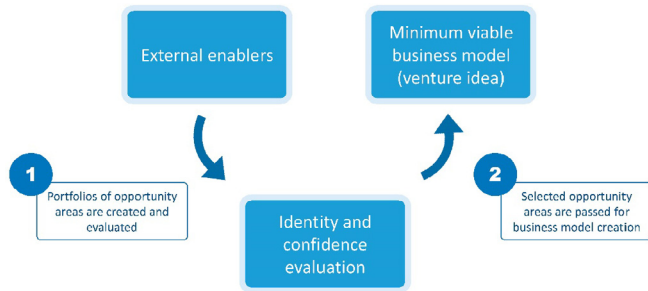 External enablers
Minimum viable
business model
(venture idea)
1
Portfolios of opportunity
areas are created and
evaluated
2
Selected opportunity
areas are passed for
business model creation
Identity and
confidence
evaluation